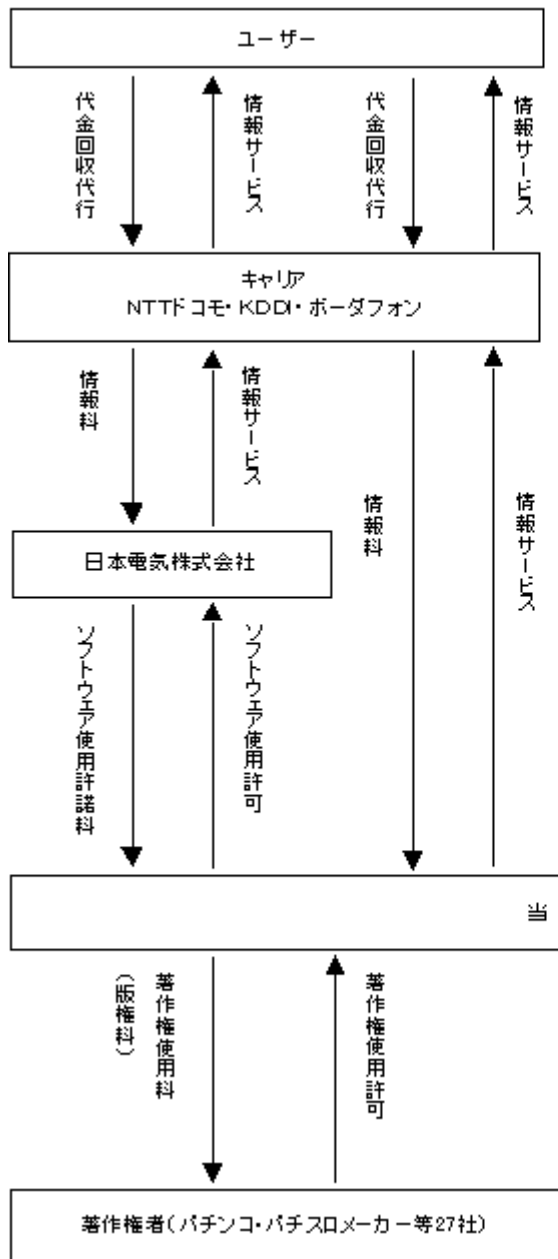 ユーザー
代金回収代行
情報サービス
代金回収代行
情報サービス
キャリア
NTTドコモ・KDDI・ボーダフォン
情報料
情報サービス
情報料
情報サービス
日本電気株式会社
ソフトウェア使用許諾料
ソフトウェア使用許可
当
著作権使用料
(版権料)
著作権使用許可
著作権者(パチンコ・パチスロメーカー等27社)